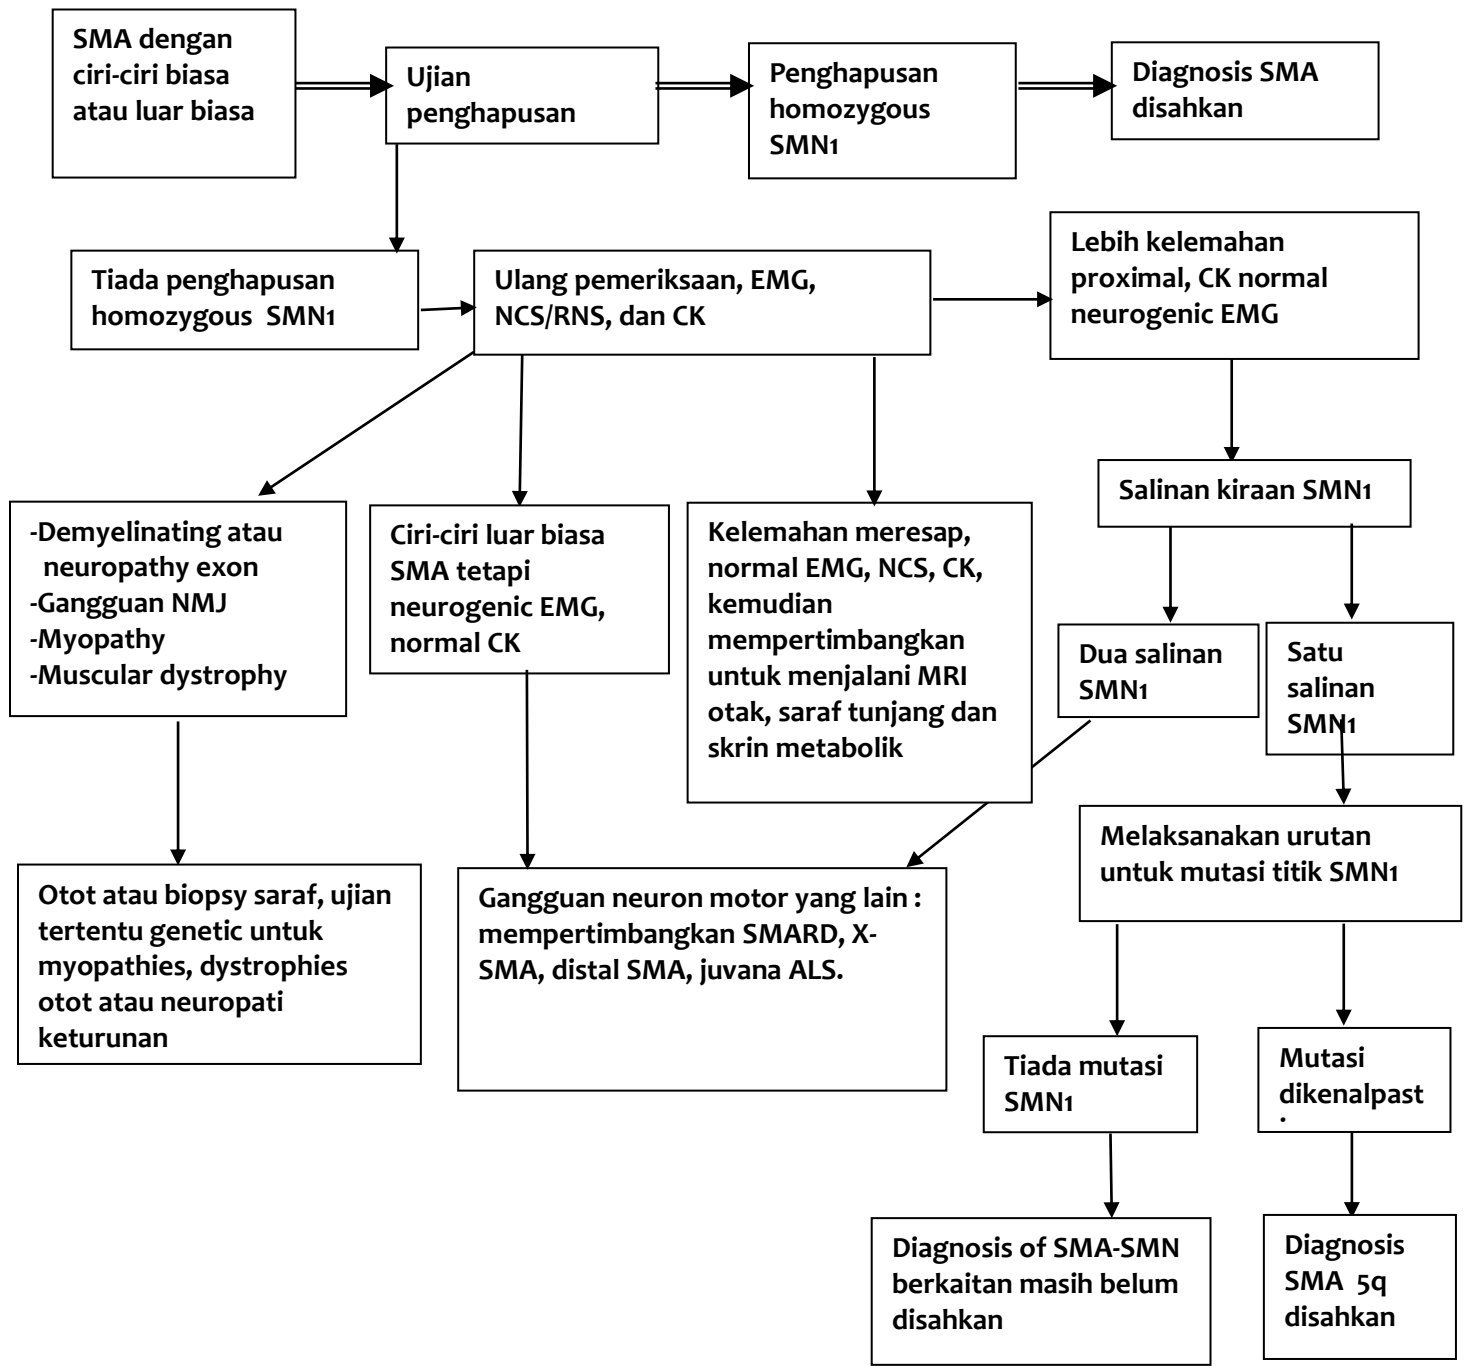 SMA dengan
ciri-ciri biasa
atau luar biasa
Ujian
penghapusan
Penghapusan
homozygous
SMN1
Diagnosis SMA
disahkan
Tiada penghapusan
homozygous SMN1
Ulang pemeriksaan, EMG,
NCS/RNS, dan CK
Lebih kelemahan
proximal, CK normal
neurogenic EMG
Salinan kiraan SMN1
-Demyelinating atau
neuropathy exon
-Gangguan NMJ
-Myopathy
-Muscular dystrophy
Ciri-ciri luar biasa
SMA tetapi
neurogenic EMG,
normal CK
Kelemahan meresap,
normal EMG, NCS, CK,
kemudian
mempertimbangkan
untuk menjalani MRI
otak, saraf tunjang dan
skrin metabolik
Dua salinan
SMN1
Satu
salinan
SMN1
Melaksanakan urutan
untuk mutasi titik SMN1
Otot atau biopsy saraf, ujian
tertentu genetic untuk
myopathies, dystrophies
otot atau neuropati
keturunan
Gangguan neuron motor yang lain :
mempertimbangkan SMARD, X-
SMA, distal SMA, juvana ALS.
Tiada mutasi
SMN1
Mutasi
dikenalpast
i
Diagnosis of SMA-SMN
berkaitan masih belum
disahkan
Diagnosis
SMA 5q
disahkan